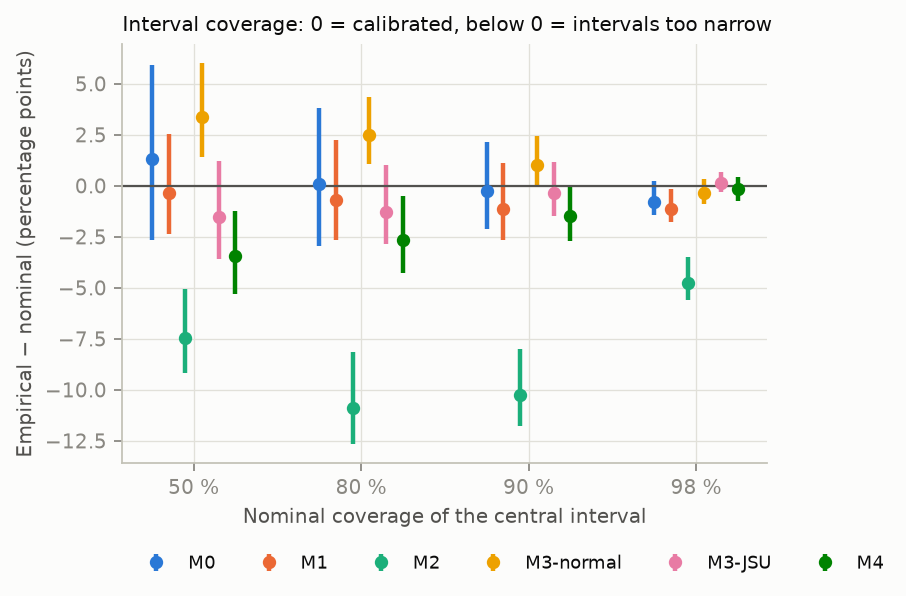 Interval coverage: 0 = calibrated, below 0 = intervals too narrow
Empirical − nominal (percentage points)
5.0
2.5
0.0
−2.5
−5.0
−7.5
−10.0
−12.5
50 % 80 % 90 % 98 %
Nominal coverage of the central interval
M0 M1 M2 M3-normal M3-JSU M4